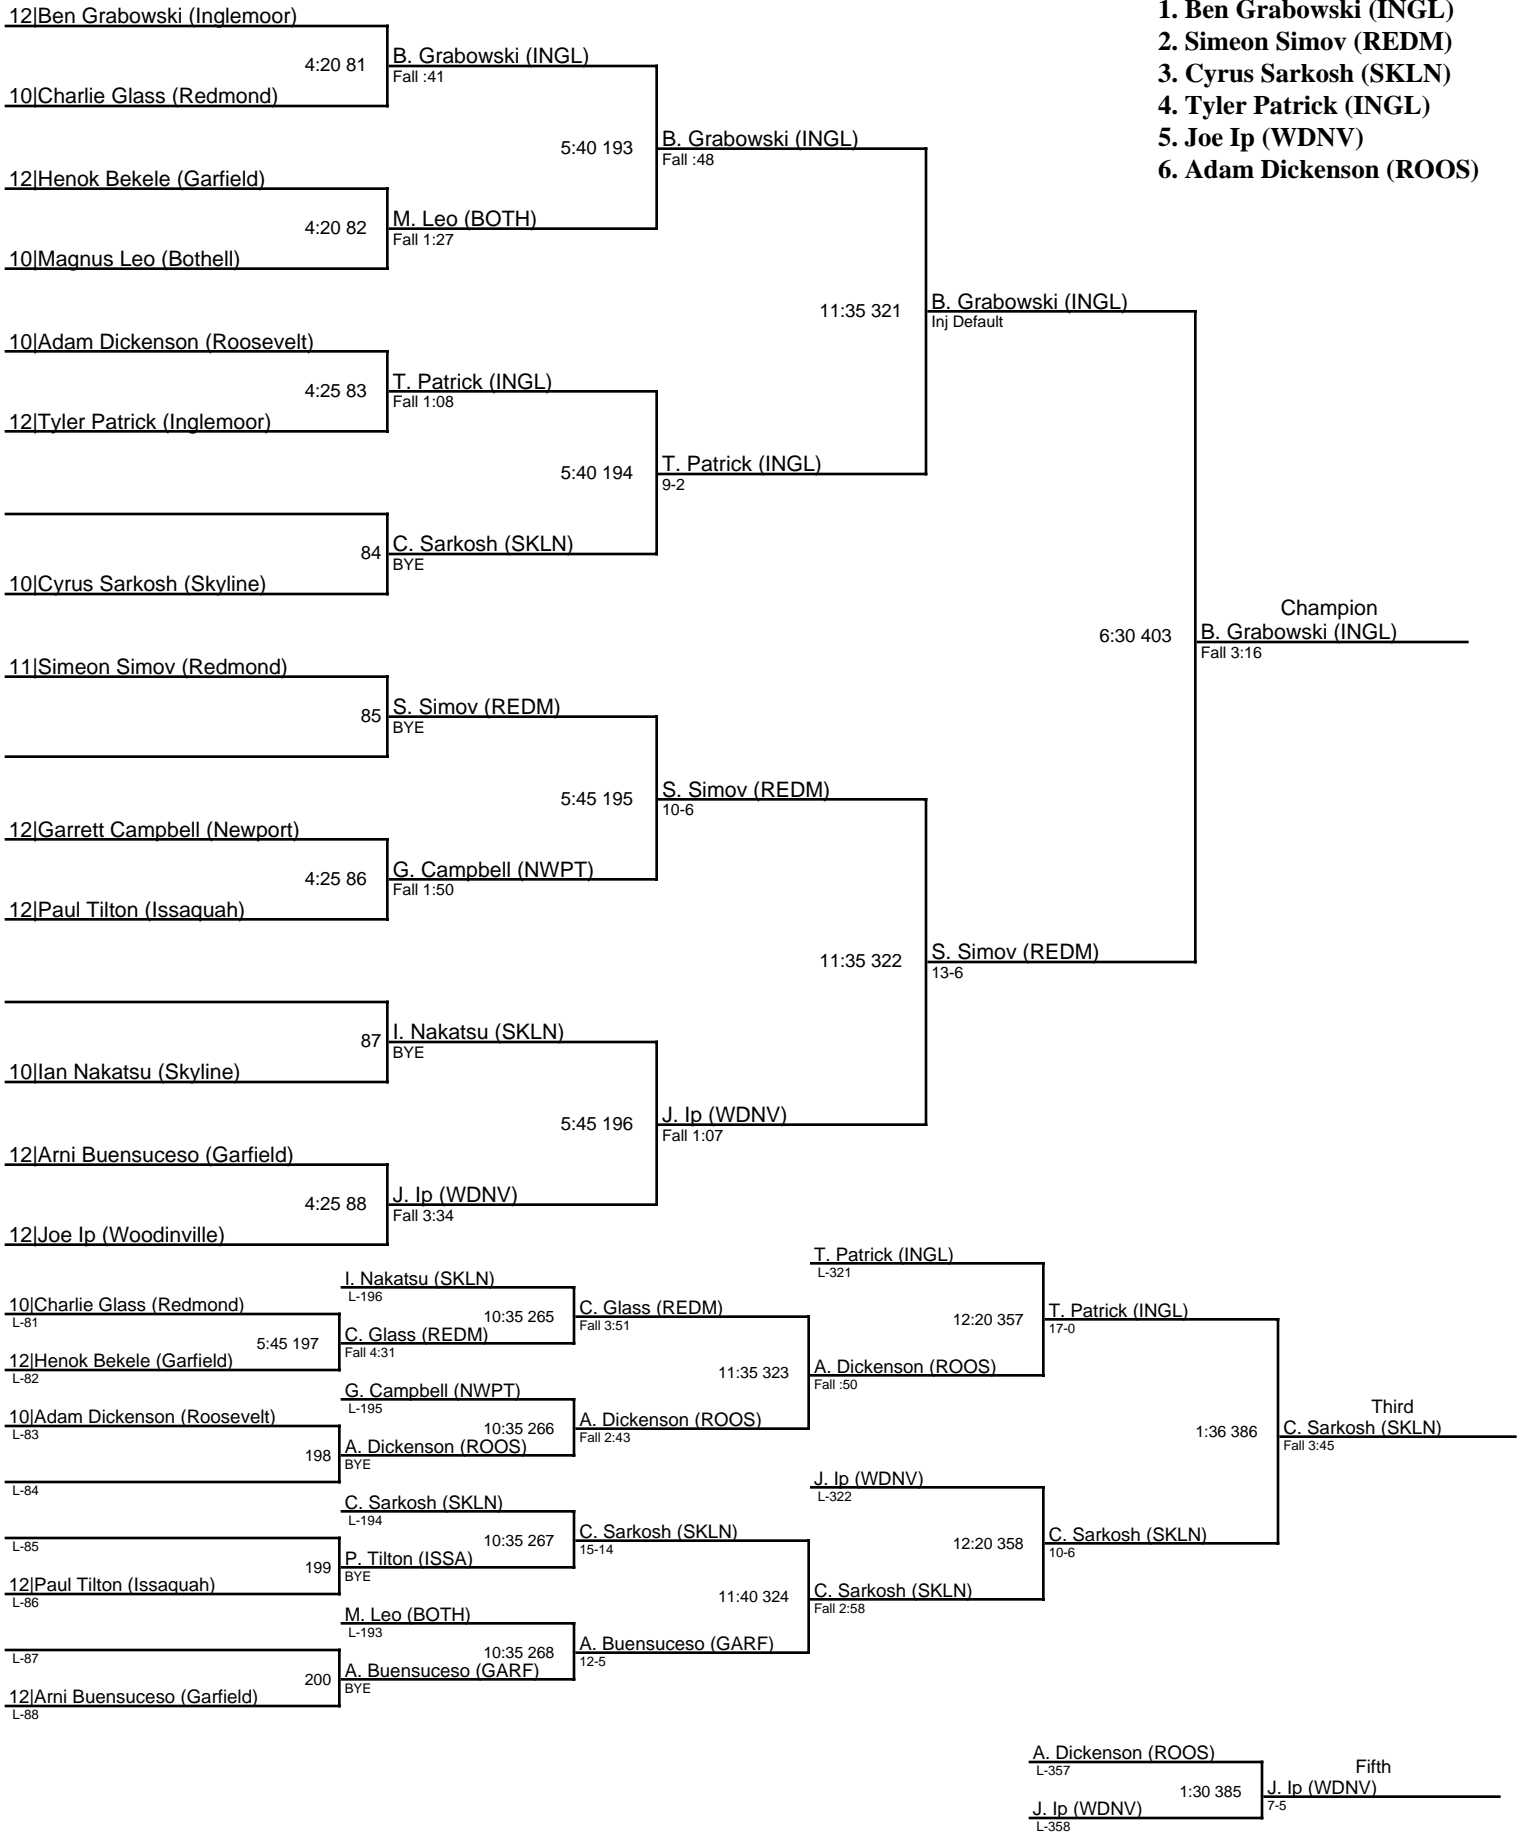 1. Ben Grabowski (INGL)
2. Simeon Simov (REDM)
3. Cyrus Sarkosh (SKLN)
4. Tyler Patrick (INGL)
5. Joe Ip (WDNV)
6. Adam Dickenson (ROOS)
12|Ben Grabowski (Inglemoor)
4:20 81
10|Charlie Glass (Redmond)
B. Grabowski (INGL)
Fall :41
5:40 193
12|Henok Bekele (Garfield)
4:20 82
10|Magnus Leo (Bothell)
M. Leo (BOTH)
Fall 1:27
B. Grabowski (INGL)
Fall :48
11:35 321
10|Adam Dickenson (Roosevelt)
4:25 83
12|Tyler Patrick (Inglemoor)
T. Patrick (INGL)
Fall 1:08
5:40 194
84
10|Cyrus Sarkosh (Skyline)
C. Sarkosh (SKLN)
BYE
T. Patrick (INGL)
9-2
B. Grabowski (INGL)
Inj Default
6:30 403
Champion
B. Grabowski (INGL)
Fall 3:16
11|Simeon Simov (Redmond)
85
S. Simov (REDM)
BYE
5:45 195
12|Garrett Campbell (Newport)
4:25 86
12|Paul Tilton (Issaquah)
G. Campbell (NWPT)
Fall 1:50
S. Simov (REDM)
10-6
11:35 322
S. Simov (REDM)
13-6
87
10|Ian Nakatsu (Skyline)
I. Nakatsu (SKLN)
BYE
5:45 196
12|Arni Buensuceso (Garfield)
4:25 88
12|Joe Ip (Woodinville)
J. Ip (WDNV)
Fall 3:34
J. Ip (WDNV)
Fall 1:07
10|Charlie Glass (Redmond)
L-81
5:45 197
12|Henok Bekele (Garfield)
L-82
I. Nakatsu (SKLN)
L-196
10:35 265
C. Glass (REDM)
Fall 4:31
C. Glass (REDM)
Fall 3:51
10|Adam Dickenson (Roosevelt)
L-83
198
L-84
G. Campbell (NWPT)
L-195
10:35 266
A. Dickenson (ROOS)
BYE
A. Dickenson (ROOS)
Fall 2:43
11:35 323
T. Patrick (INGL)
L-321
12:20 357
A. Dickenson (ROOS)
Fall :50
T. Patrick (INGL)
17-0
L-85
199
12|Paul Tilton (Issaquah)
L-86
C. Sarkosh (SKLN)
L-194
10:35 267
P. Tilton (ISSA)
BYE
C. Sarkosh (SKLN)
15-14
L-87
200
12|Arni Buensuceso (Garfield)
L-88
M. Leo (BOTH)
L-193
10:35 268
A. Buensuceso (GARF)
BYE
A. Buensuceso (GARF)
12-5
11:40 324
J. Ip (WDNV)
L-322
12:20 358
C. Sarkosh (SKLN)
Fall 2:58
C. Sarkosh (SKLN)
10-6
1:36 386
Third
C. Sarkosh (SKLN)
Fall 3:45
A. Dickenson (ROOS)
L-357
1:30 385
J. Ip (WDNV)
L-358
Fifth
J. Ip (WDNV)
7-5